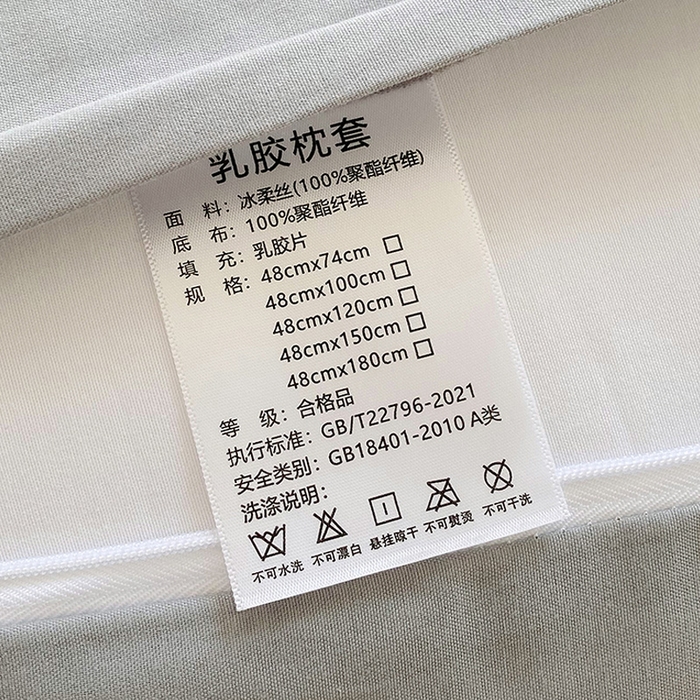 乳胶枕套
面 料：冰柔丝(100%聚酯纤维)
底 布：100%聚酯纤维
填 充：乳胶片
规 格：48cmx74cm □
48cmx100cm □
48cmx120cm □
48cmx150cm □
48cmx180cm □
等 级：合格品
执行标准：GB/T22796-2021
安全类别：GB18401-2010 A类
洗涤说明：
不可水洗 不可漂白 悬挂晾干 不可熨烫 不可干洗